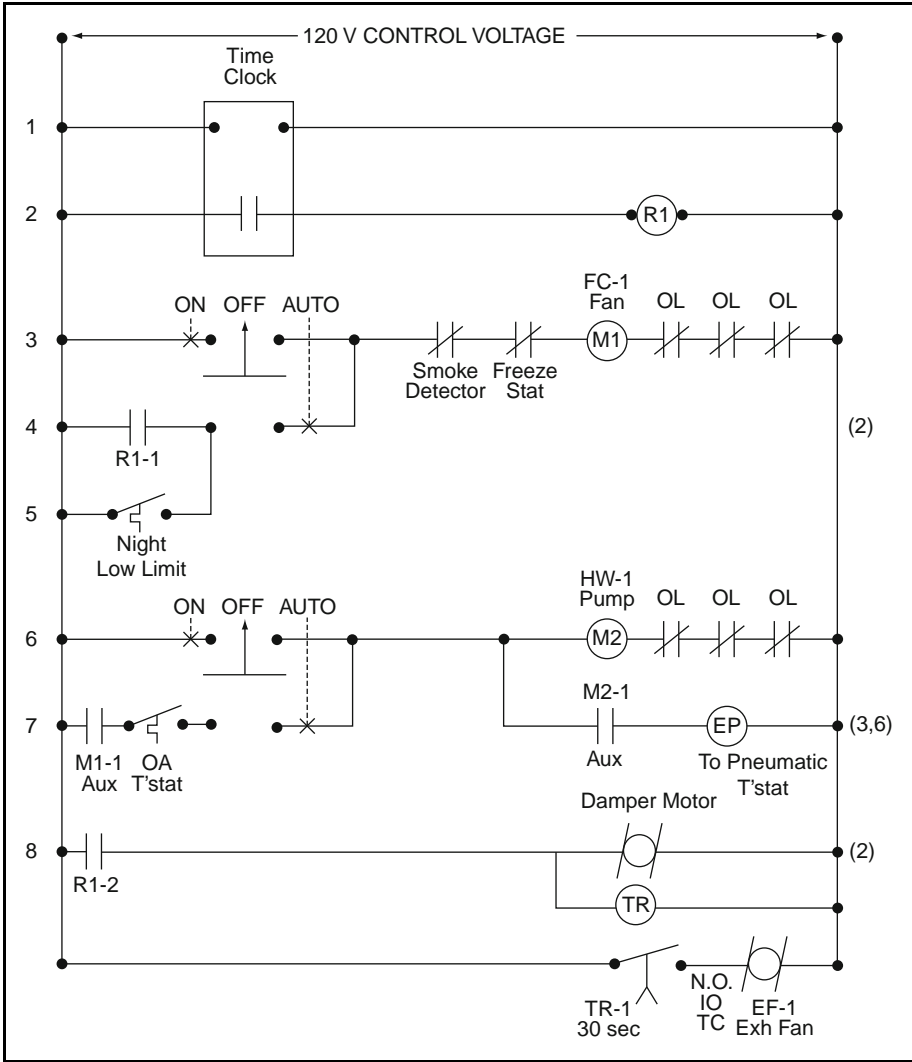 120 V CONTROL VOLTAGE
Time
Clock
1
2
R1
FC-1
Fan
ON OFF AUTO
OL OL OL
3
M1
Smoke
Detector
Freeze
Stat
4
(2)
R1-1
5
Night
Low Limit
HW-1
Pump
ON OFF AUTO
OL OL OL
6
M2
M2-1
7
EP
(3,6)
M1-1
Aux
OA
T'stat
Aux
To Pneumatic
T'stat
Damper Motor
8
(2)
R1-2
TR
TR-1
30 sec
N.O.
IO
TC
EF-1
Exh Fan